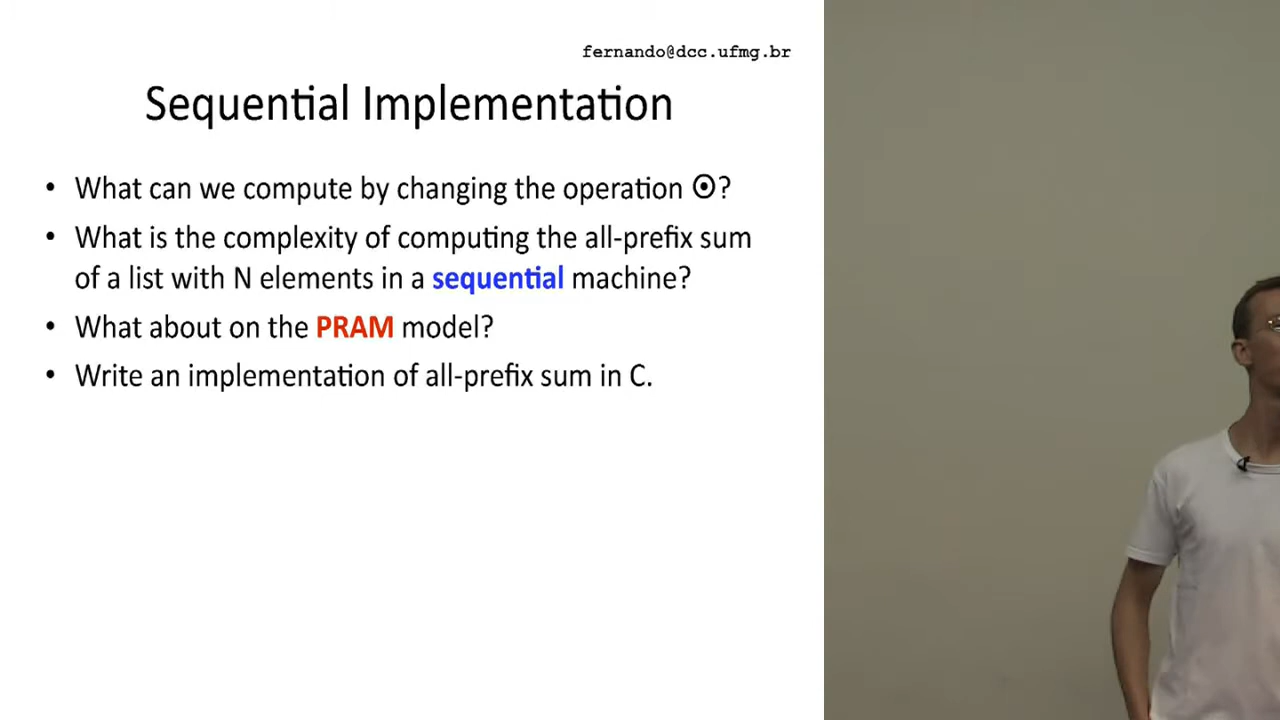 fernando@dcc.ufmg.br
Sequential Implementation
• What can we compute by changing the operation ⊙?
• What is the complexity of computing the all-prefix sum
of a list with N elements in a sequential machine?
• What about on the PRAM model?
• Write an implementation of all-prefix sum in C.